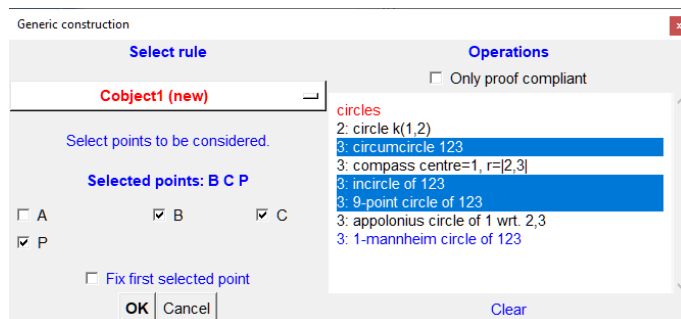 Generic construction
x
Select rule
Cobject1 (new)
Select points to be considered.
Selected points: B C P
A B C
P
Fix first selected point
OK Cancel
Operations
Only proof compliant
circles
2: circle k(1,2)
3: circumcircle 123
3: compass centre=1, r=|2,3|
3: incircle of 123
3: 9-point circle of 123
3: appolonius circle of 1 wrt. 2,3
3: 1-mannheim circle of 123
Clear